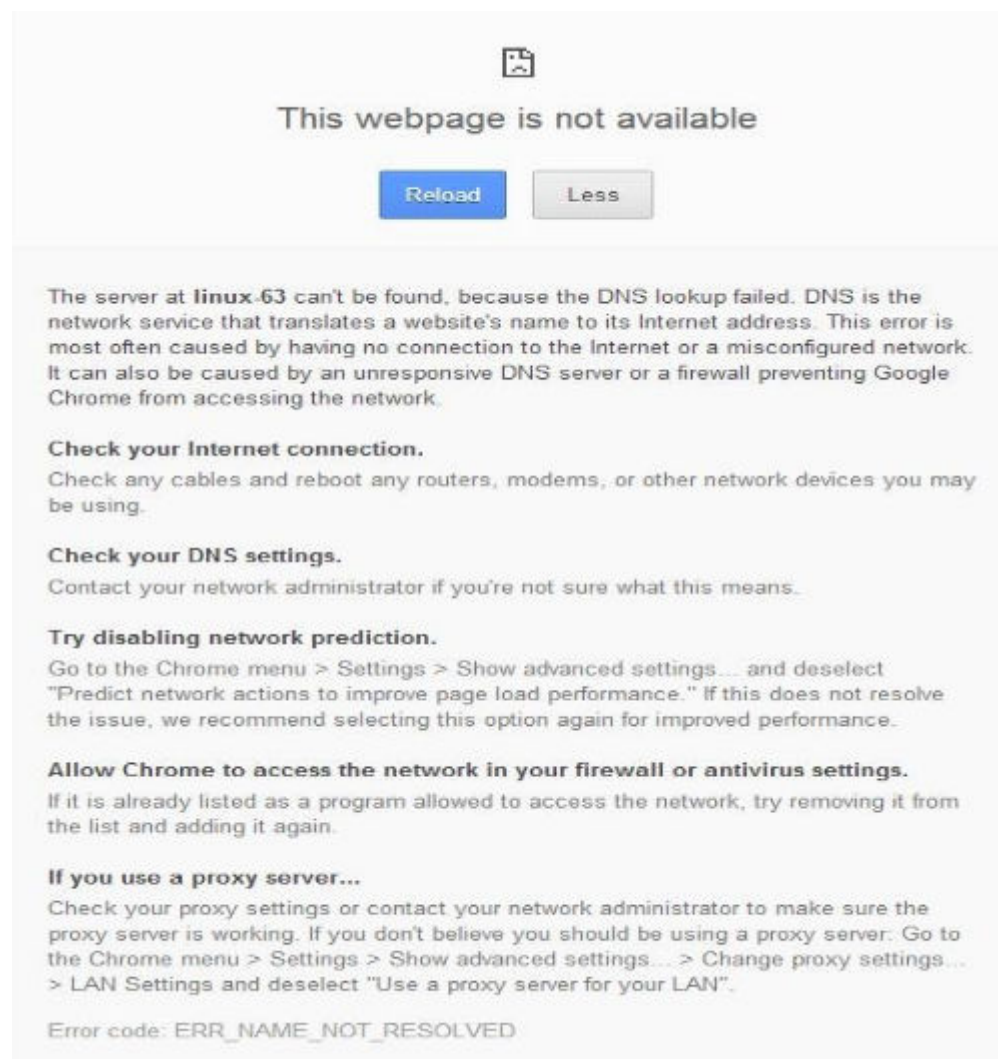 This webpage is not available
Reload Less
The server at linux-63 can't be found, because the DNS lookup failed. DNS is the
network service that translates a website's name to its Internet address. This error is
most often caused by having no connection to the Internet or a misconfigured network.
It can also be caused by an unresponsive DNS server or a firewall preventing Google
Chrome from accessing the network.
Check your Internet connection.
Check any cables and reboot any routers, modems, or other network devices you may
be using.
Check your DNS settings.
Contact your network administrator if you're not sure what this means.
Try disabling network prediction.
Go to the Chrome menu > Settings > Show advanced settings... and deselect
"Predict network actions to improve page load performance." If this does not resolve
the issue, we recommend selecting this option again for improved performance.
Allow Chrome to access the network in your firewall or antivirus settings.
If it is already listed as a program allowed to access the network, try removing it from
the list and adding it again.
If you use a proxy server...
Check your proxy settings or contact your network administrator to make sure the
proxy server is working. If you don't believe you should be using a proxy server: Go to
the Chrome menu > Settings > Show advanced settings... > Change proxy settings...
> LAN Settings and deselect "Use a proxy server for your LAN".
Error code: ERR_NAME_NOT_RESOLVED